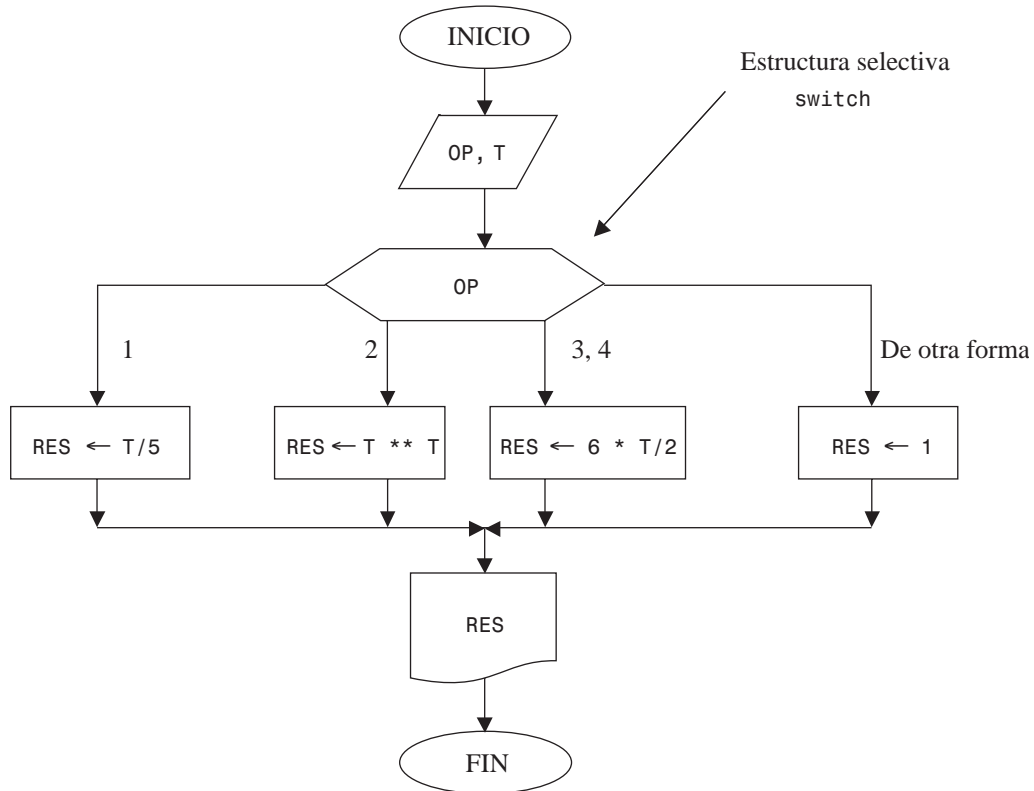 INICIO
Estructura selectiva
switch
OP, T
OP
1
2
3, 4
De otra forma
RES ← T/5
RES ← T ** T
RES ← 6 * T/2
RES ← 1
RES
FIN